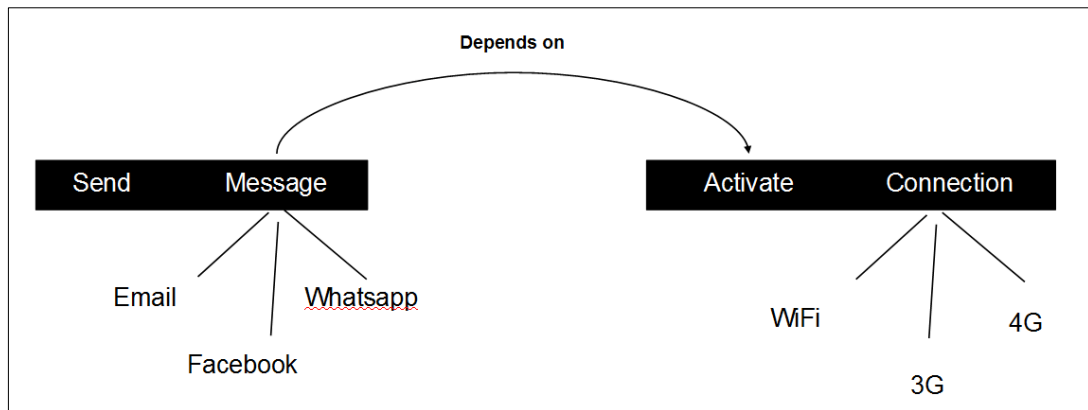 Depends on
Send Message
Activate Connection
Email
Whatsapp
Facebook
WiFi
4G
3G